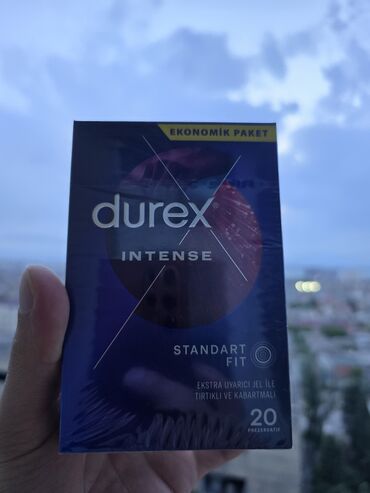 EKONOMİK PAKET
durex
INTENSE
STANDART
FIT
EKSTRA UYARICI JEL İLE
TIRTIKLI VE KABARTMALI
20
PREZERVATİF